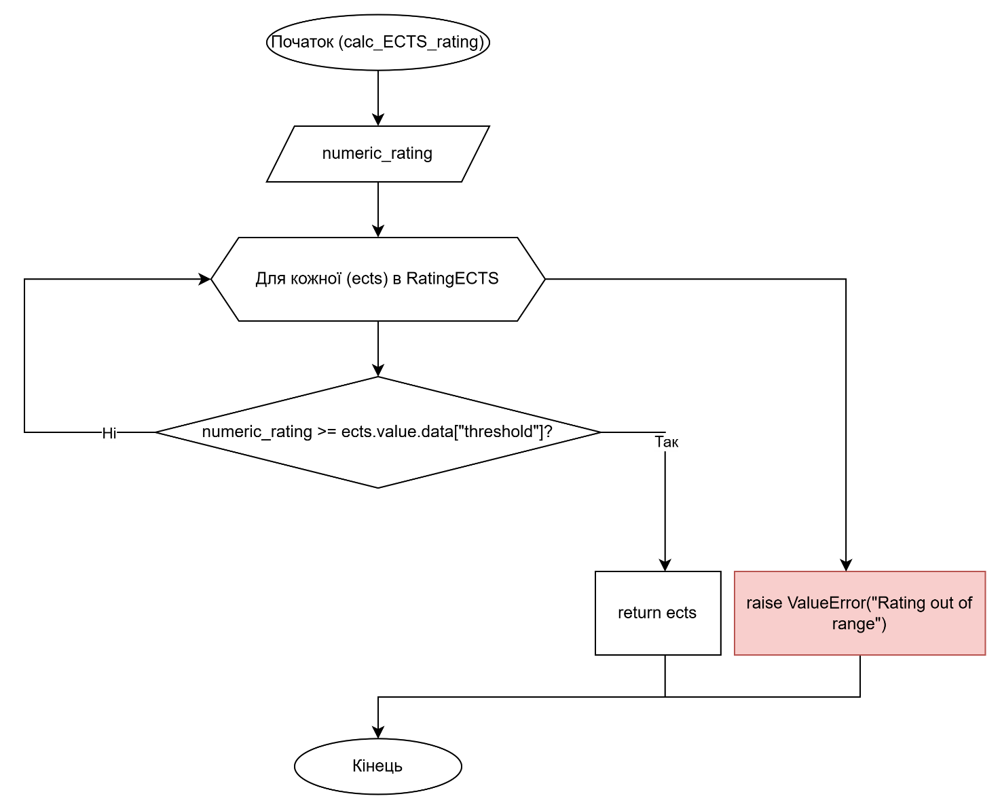 Початок (calc_ECTS_rating)
numeric_rating
Для кожної (ects) в RatingECTS
numeric_rating >= ects.value.data["threshold"]?
Ні
Так
return ects
raise ValueError("Rating out of
range")
Кінець